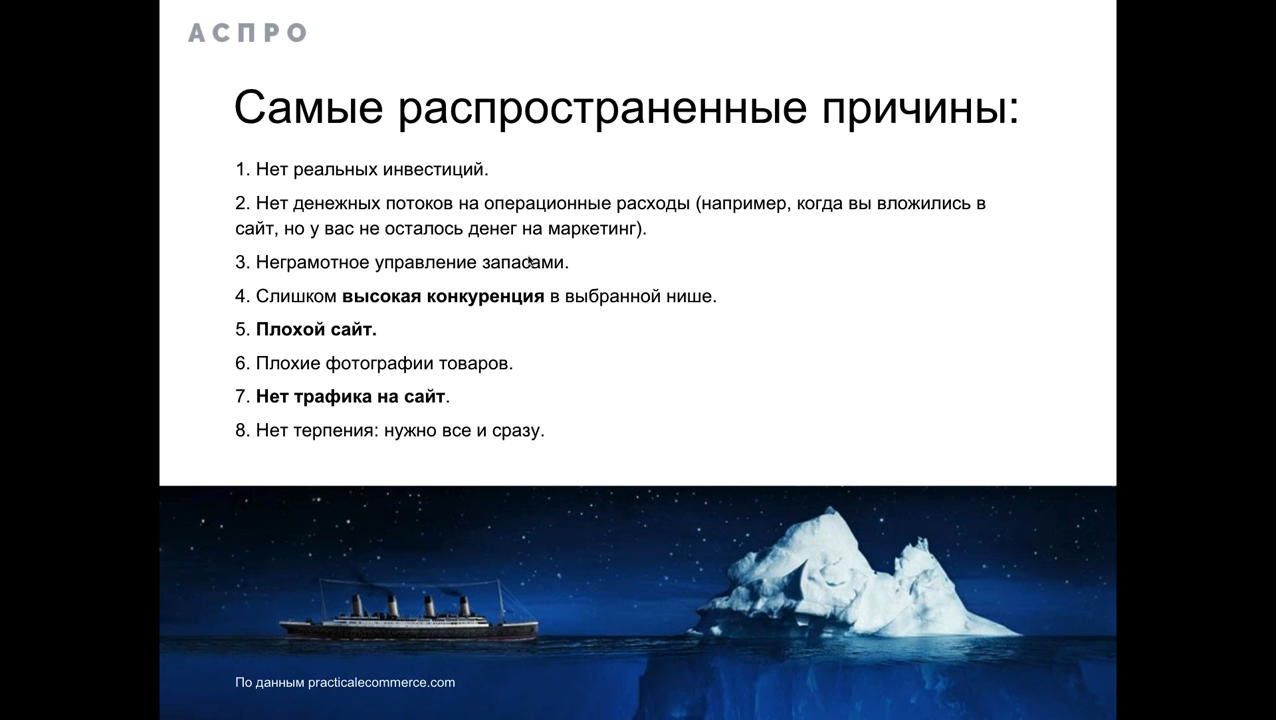 АСПРО
Самые распространенные причины:
1. Нет реальных инвестиций.
2. Нет денежных потоков на операционные расходы (например, когда вы вложились в
сайт, но у вас не осталось денег на маркетинг).
3. Неграмотное управление запасами.
4. Слишком высокая конкуренция в выбранной нише.
5. Плохой сайт.
6. Плохие фотографии товаров.
7. Нет трафика на сайт.
8. Нет терпения: нужно все и сразу.
По данным practicalecommerce.com